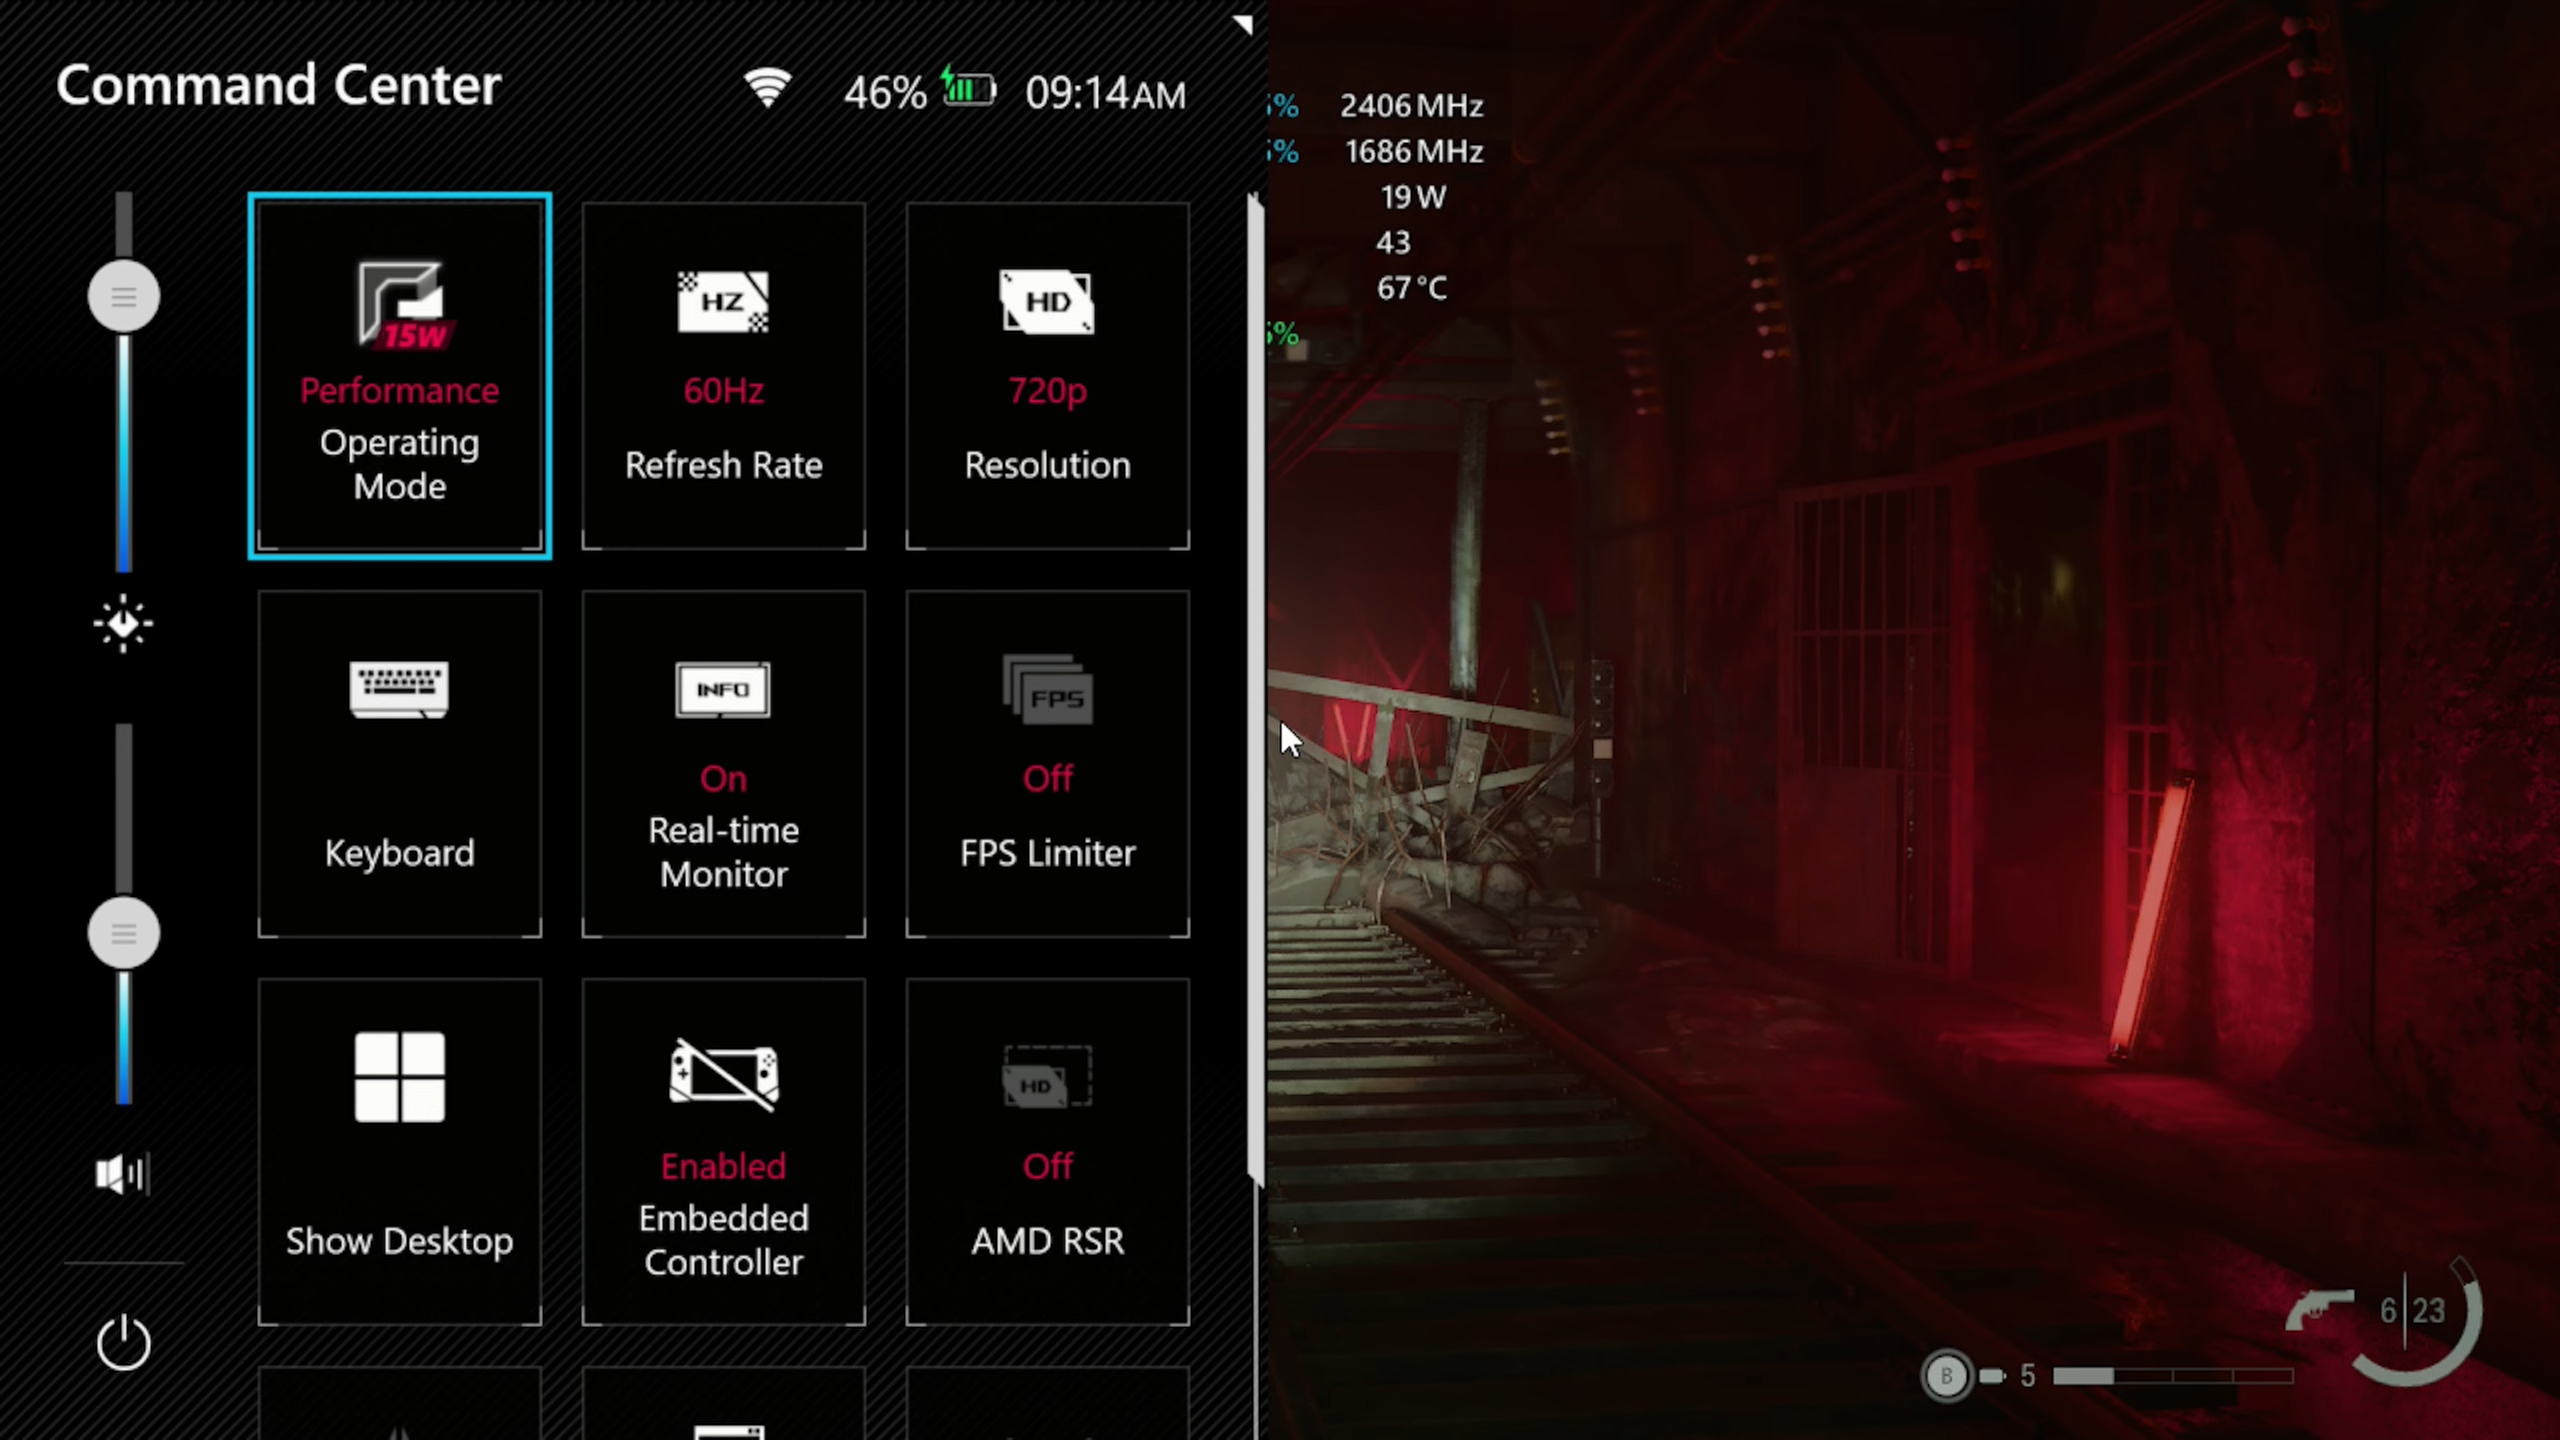 Command Center
46%
09:14AM
%
2406 MHz
%
1686 MHz
19 W
43
67 °C
%
15W
Performance
Operating
Mode
HZ
60Hz
Refresh Rate
HD
720p
Resolution
Keyboard
INFO
On
Real-time
Monitor
FPS
Off
FPS Limiter
Show Desktop
Enabled
Embedded
Controller
HD
Off
AMD RSR
6|23
B
5